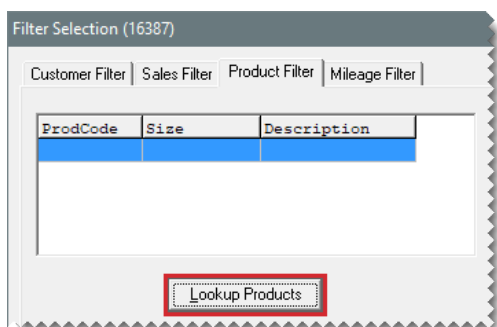 Filter Selection (16387)
Customer Filter Sales Filter Product Filter Mileage Filter
ProdCode Size Description
Lookup Products